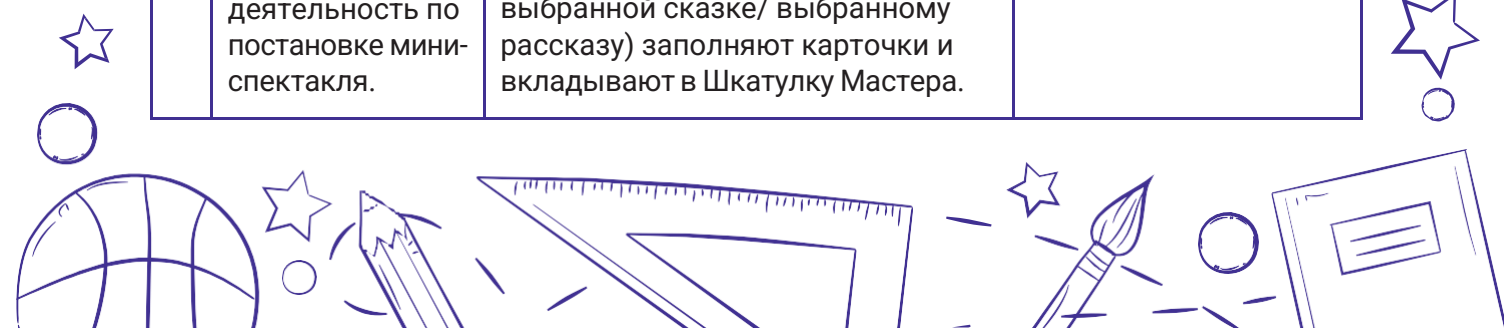 деятельность по
постановке мини-
спектакля.
выбранной сказке/ выбранному
рассказу) заполняют карточки и
вкладывают в Шкатулку Мастера.